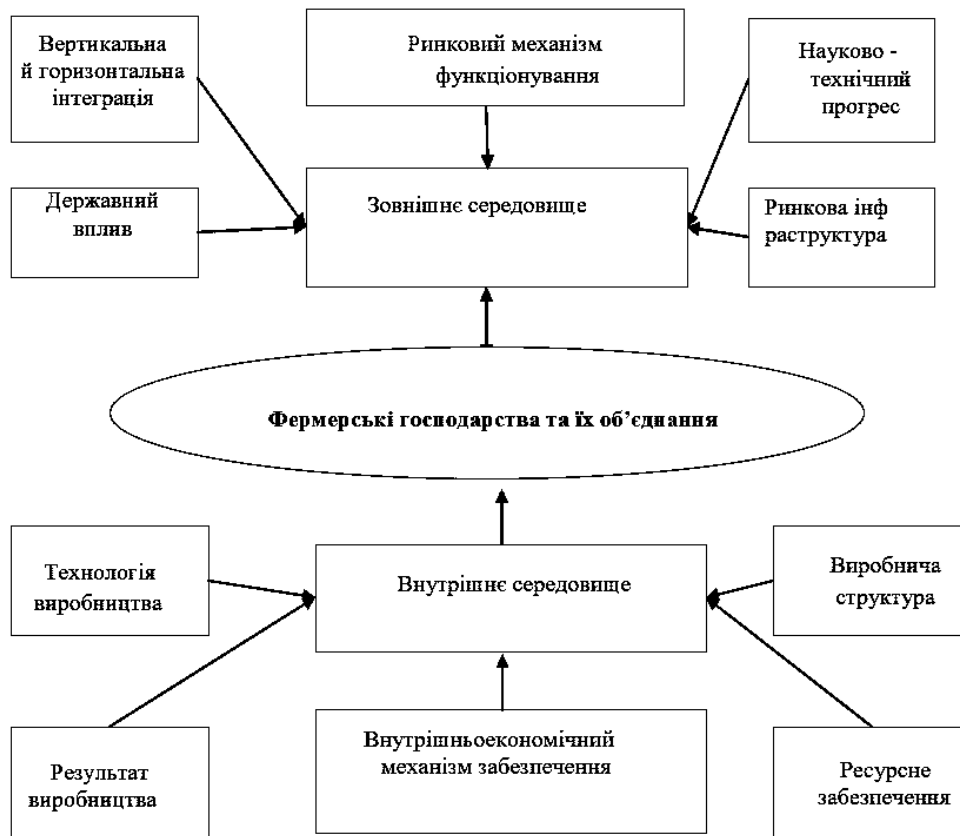 Вертикальна
й горизонтальна
інтеграція
Ринковий механізм
функціонування
Науково -
технічний
прогрес
Державний
вплив
Зовнішнє середовище
Ринкова інф
раструктура
Фермерські господарства та їх об’єднання
Технологія
виробництва
Внутрішнє середовище
Виробнича
структура
Результат
виробництва
Внутрішньоекономічний
механізм забезпечення
Ресурсне
забезпечення